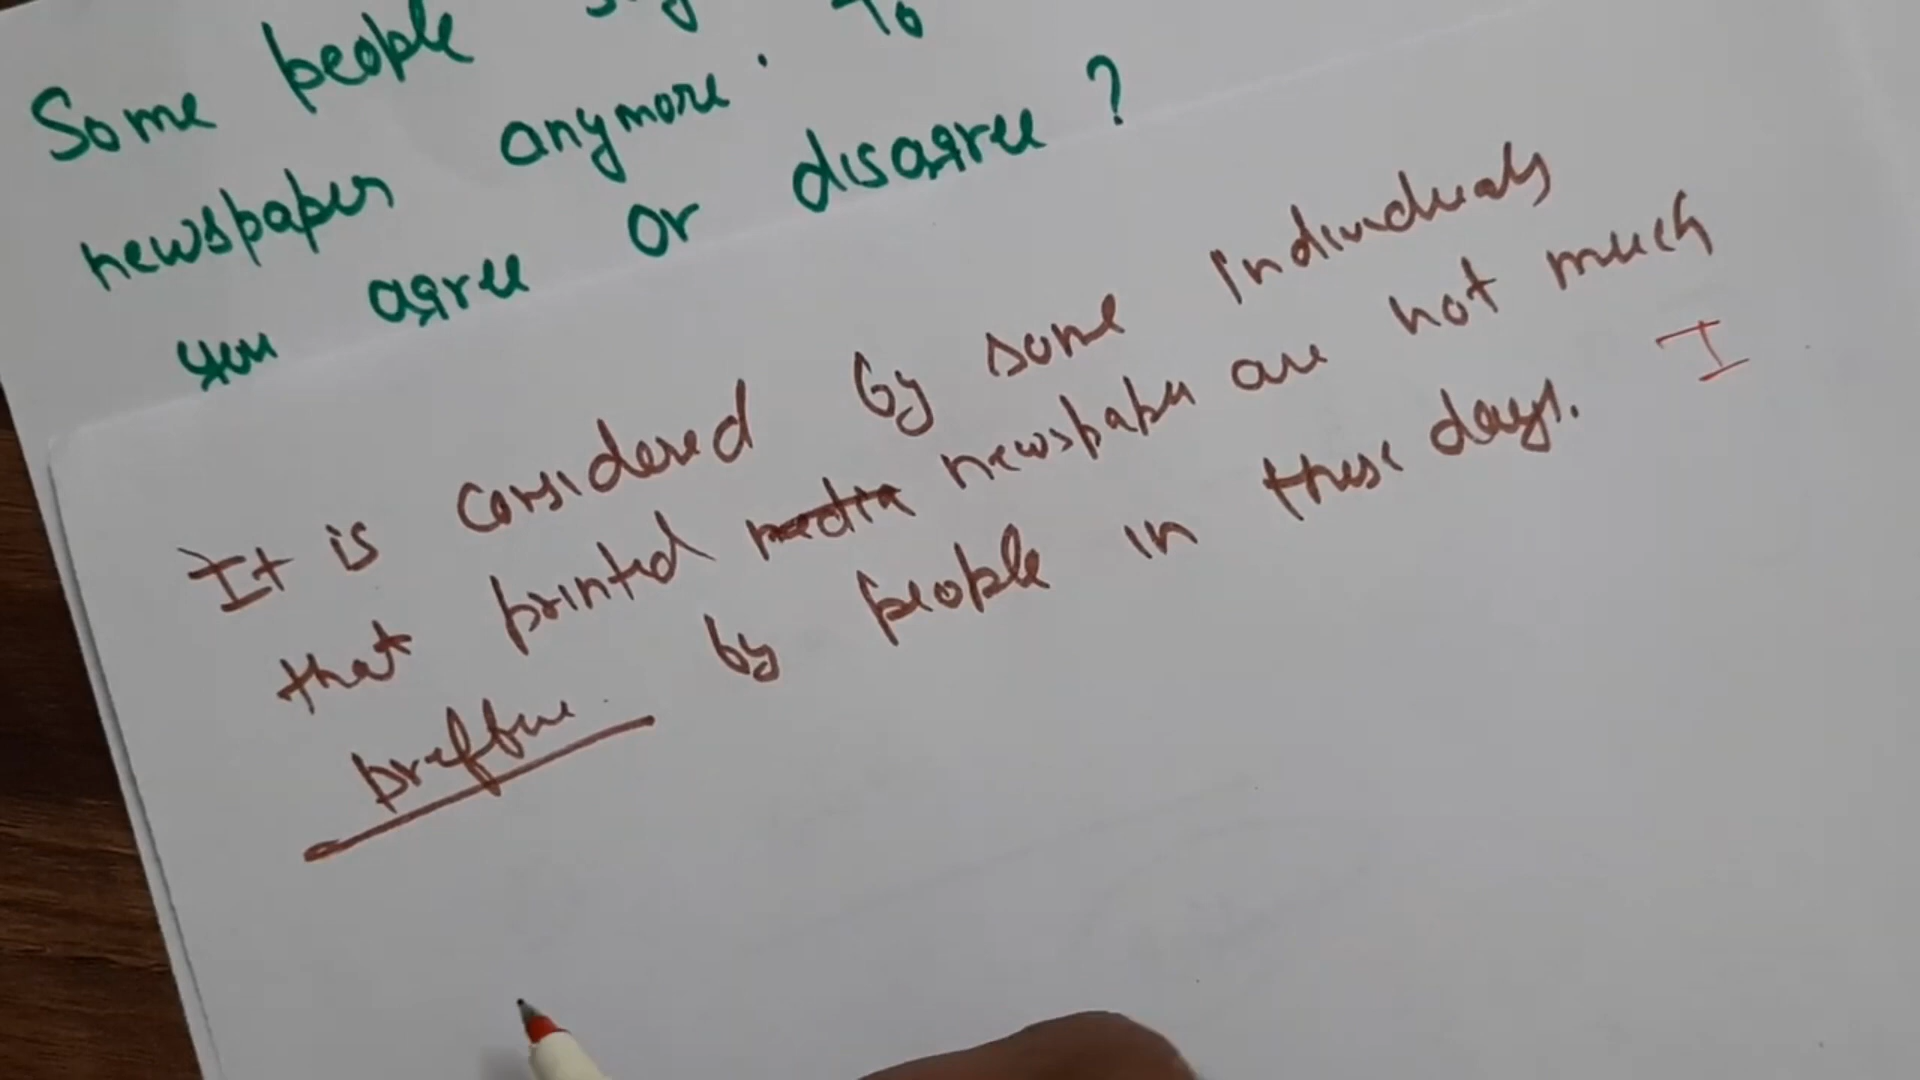 Some people To
newspaper anymore.
you agree or disagree?
It is considered by some individuals
that printed media newspaper are not much
by people in these days. I